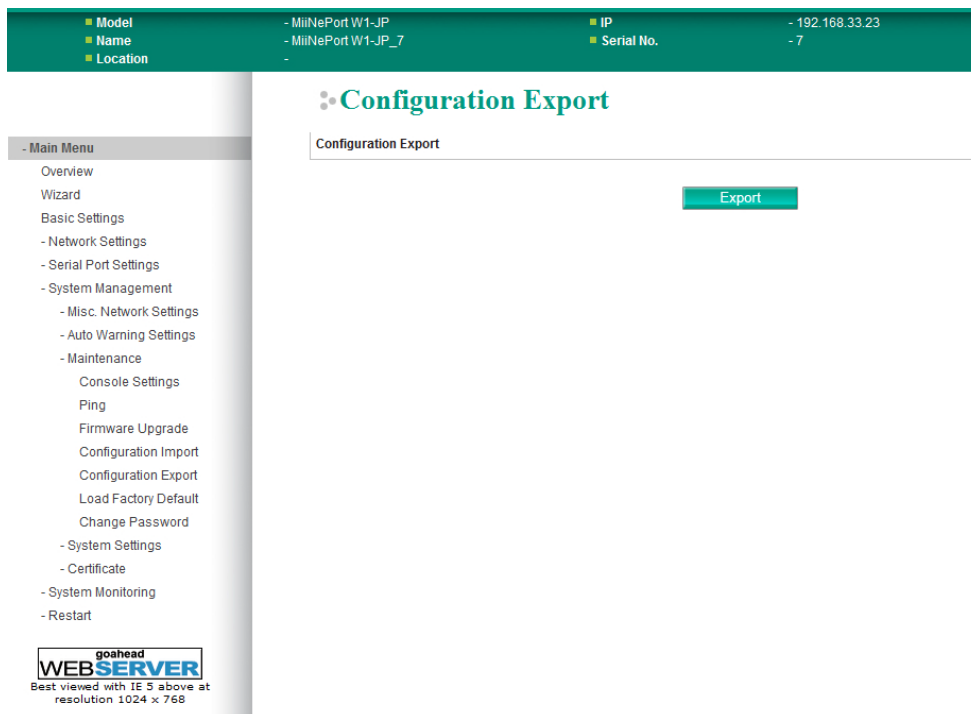 Model - MiiNePort W1-JP IP - 192.168.33.23
Name - MiiNePort W1-JP_7 Serial No. - 7
Location -
Configuration Export
Configuration Export
- Main Menu
Overview
Wizard
Basic Settings
- Network Settings
- Serial Port Settings
- System Management
- Misc. Network Settings
- Auto Warning Settings
- Maintenance
Console Settings
Ping
Firmware Upgrade
Configuration Import
Configuration Export
Load Factory Default
Change Password
- System Settings
- Certificate
- System Monitoring
- Restart
Export
goahead
WEBSERVER
Best viewed with IE 5 above at
resolution 1024 x 768